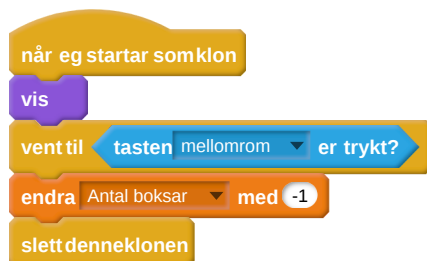 når eg startar som klon
vis
vent til tasten mellomrom er trykt?
endra Antal boksar med -1
slett denne klonen